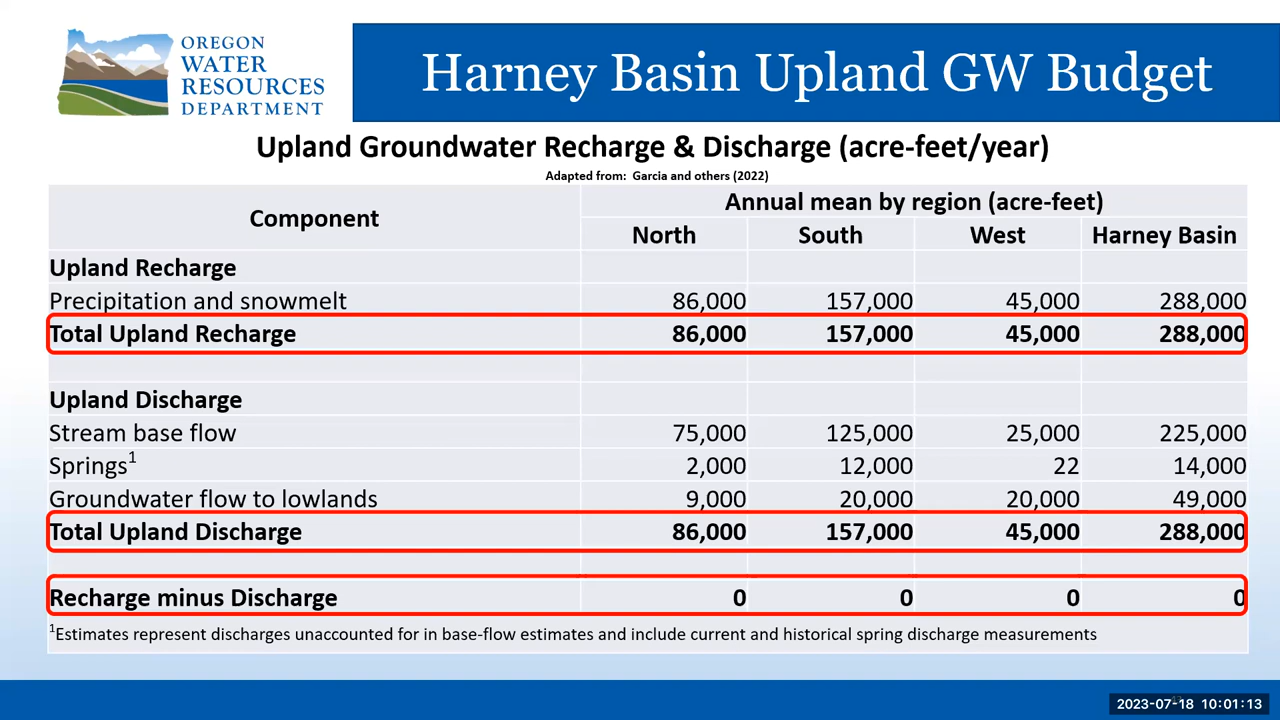 OREGON
WATER
RESOURCES
DEPARTMENT
Harney Basin Upland GW Budget
Upland Groundwater Recharge & Discharge (acre-feet/year)
Adapted from: Garcia and others (2022)
Component
Annual mean by region (acre-feet)
North South West Harney Basin
Upland Recharge
Precipitation and snowmelt 86,000 157,000 45,000 288,000
Total Upland Recharge 86,000 157,000 45,000 288,000
Upland Discharge
Stream base flow 75,000 125,000 25,000 225,000
Springs¹ 2,000 12,000 22 14,000
Groundwater flow to lowlands 9,000 20,000 20,000 49,000
Total Upland Discharge 86,000 157,000 45,000 288,000
Recharge minus Discharge 0 0 0 0
¹Estimates represent discharges unaccounted for in base-flow estimates and include current and historical spring discharge measurements
2023-07-18 10:01:13